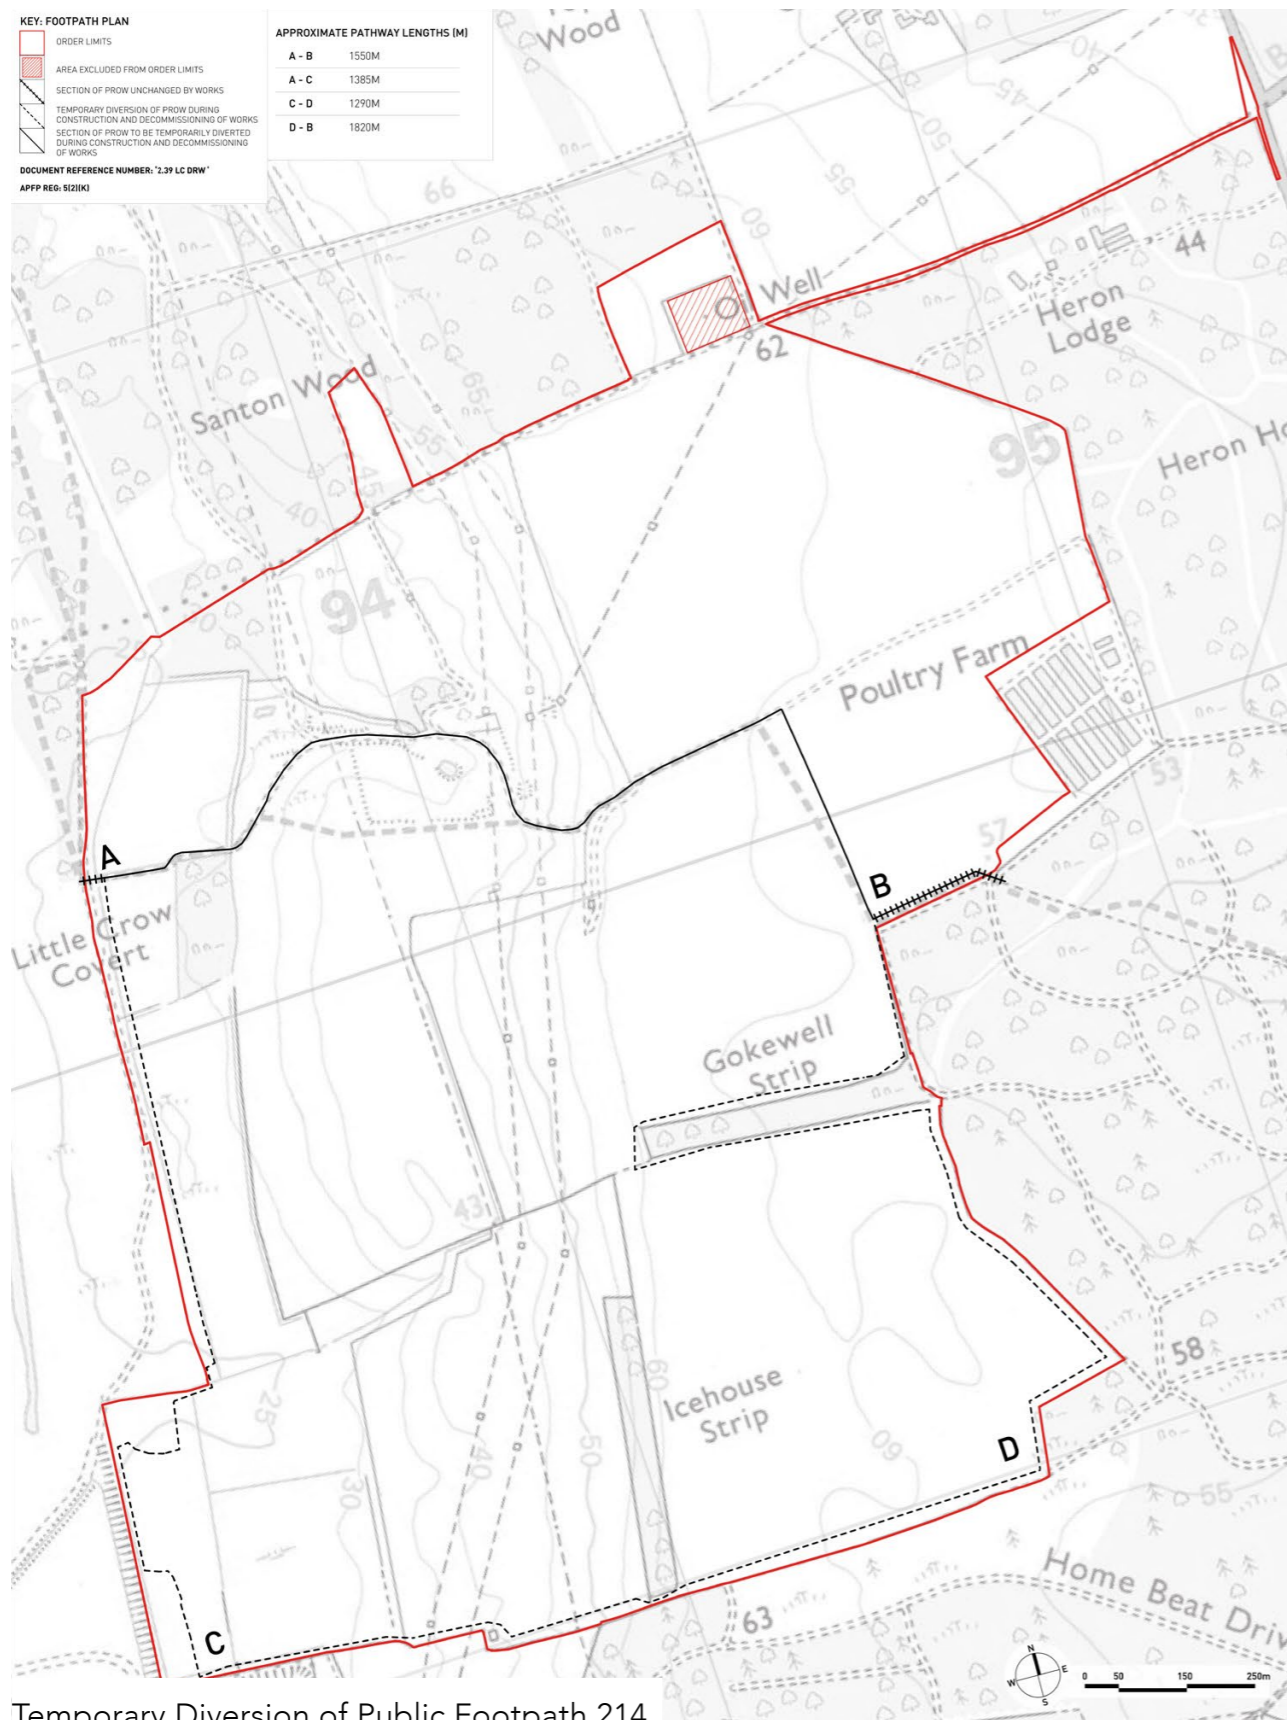 KEY: FOOTPATH PLAN
ORDER LIMITS
AREA EXCLUDED FROM ORDER LIMITS
SECTION OF PROW UNCHANGED BY WORKS
TEMPORARY DIVERSION OF PROW DURING
CONSTRUCTION AND DECOMMISSIONING OF WORKS
SECTION OF PROW TO BE TEMPORARILY DIVERTED
DURING CONSTRUCTION AND DECOMMISSIONING
OF WORKS
DOCUMENT REFERENCE NUMBER: '2.39 LC DRW'
APFP REG: 5(2)(K)
APPROXIMATE PATHWAY LENGTHS (M)
A - B 1550M
A - C 1385M
C - D 1290M
D - B 1820M
Wood
40
45
50
55
66
60
Well
44
Heron
Lodge
62
Santon Wood
65
55
95
Heron
45
40
94
20
Poultry Farm
53
57
A
B
Little Crow
Covert
Gokewell
Strip
43
58
25
Icehouse
Strip
60
60
D
40
50
30
55
Home Beat
63
C
N
W E
S
0 50 150 250m
Temporary Diversion of Public Footpath 214